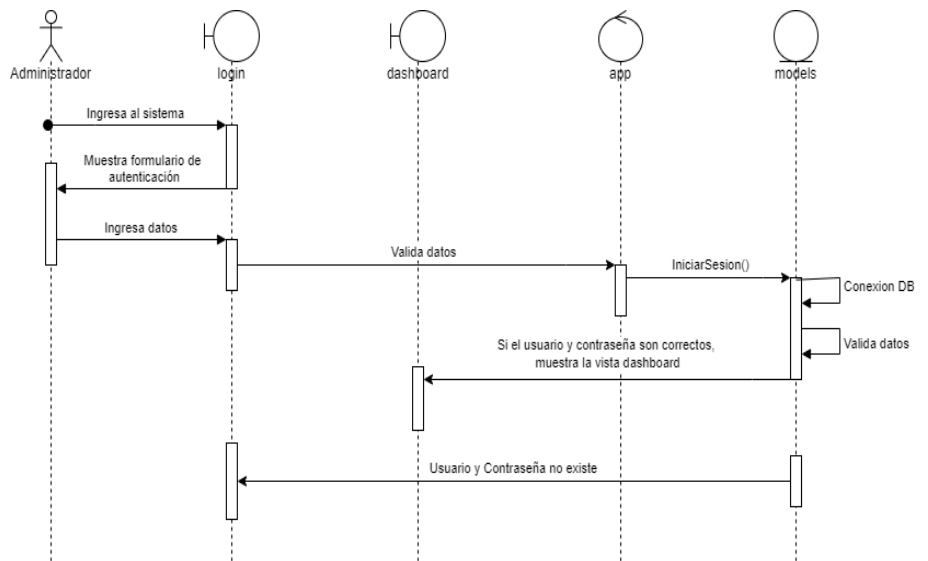 Administrador
login
dashboard
app
models
Ingresa al sistema
Muestra formulario de
autenticación
Ingresa datos
Valida datos
IniciarSesion()
Conexion DB
Valida datos
Si el usuario y contraseña son correctos,
muestra la vista dashboard
Usuario y Contraseña no existe